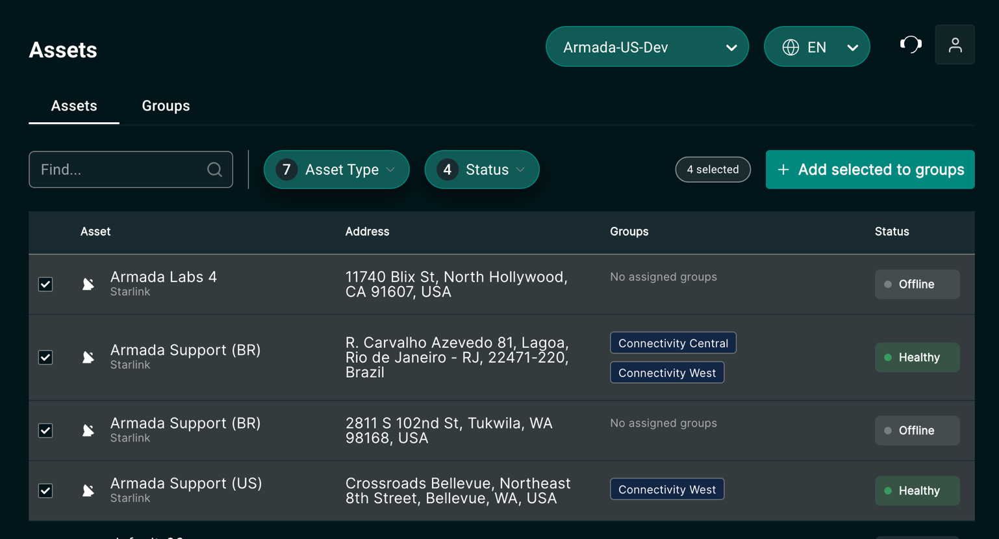 Assets
Armada-US-Dev
EN
Assets
Groups
Find...
7 Asset Type
4 Status
4 selected
+ Add selected to groups
Asset
Address
Groups
Status
Armada Labs 4
Starlink
11740 Blix St, North Hollywood,
CA 91607, USA
No assigned groups
Offline
Armada Support (BR)
Starlink
R. Carvalho Azevedo 81, Lagoa,
Rio de Janeiro - RJ, 22471-220,
Brazil
Connectivity Central
Connectivity West
Healthy
Armada Support (BR)
Starlink
2811 S 102nd St, Tukwila, WA
98168, USA
No assigned groups
Offline
Armada Support (US)
Starlink
Crossroads Bellevue, Northeast
8th Street, Bellevue, WA, USA
Connectivity West
Healthy